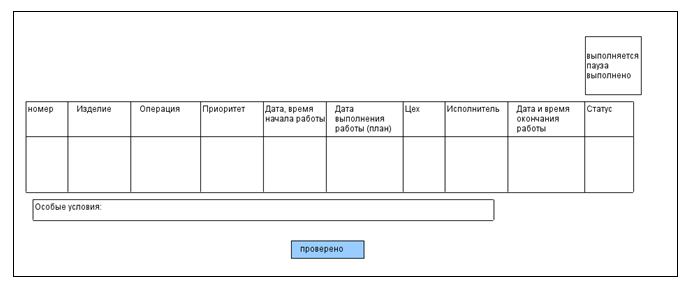 выполняется
пауза
выполнено
номер Изделие Операция Приоритет Дата, время Дата Цех Исполнитель Дата и время Статус
начала работы выполнения окончания
работы (план) работы
Особые условия:
проверено